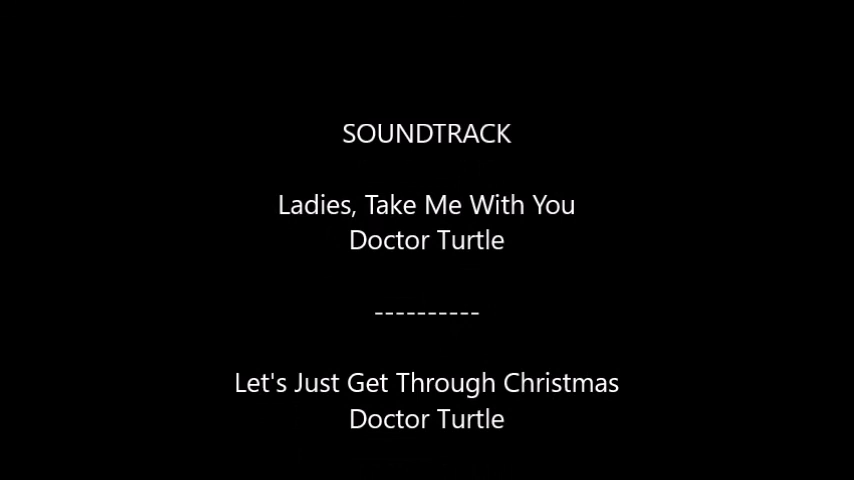 SOUNDTRACK
Ladies, Take Me With You
Doctor Turtle
----------
Let's Just Get Through Christmas
Doctor Turtle